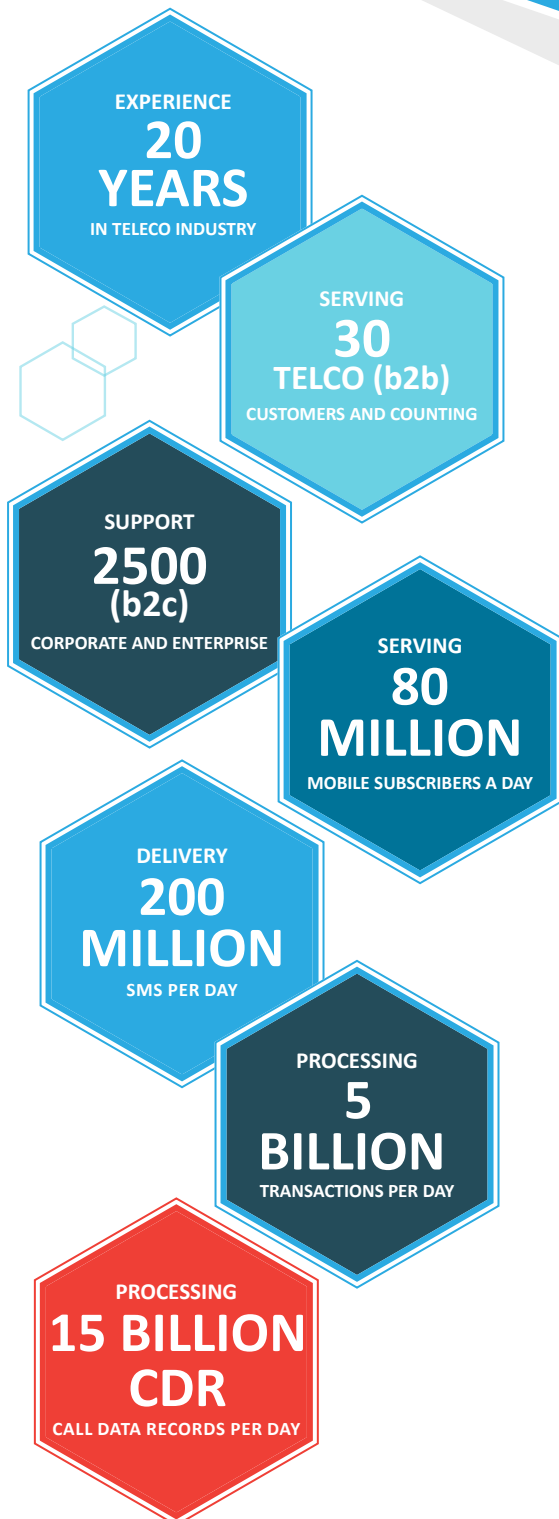 EXPERIENCE
20
YEARS
IN TELECO INDUSTRY
SERVING
30
TELCO (b2b)
CUSTOMERS AND COUNTING
SUPPORT
2500
(b2c)
CORPORATE AND ENTERPRISE
SERVING
80
MILLION
MOBILE SUBSCRIBERS A DAY
DELIVERY
200
MILLION
SMS PER DAY
PROCESSING
5
BILLION
TRANSACTIONS PER DAY
PROCESSING
15 BILLION
CDR
CALL DATA RECORDS PER DAY